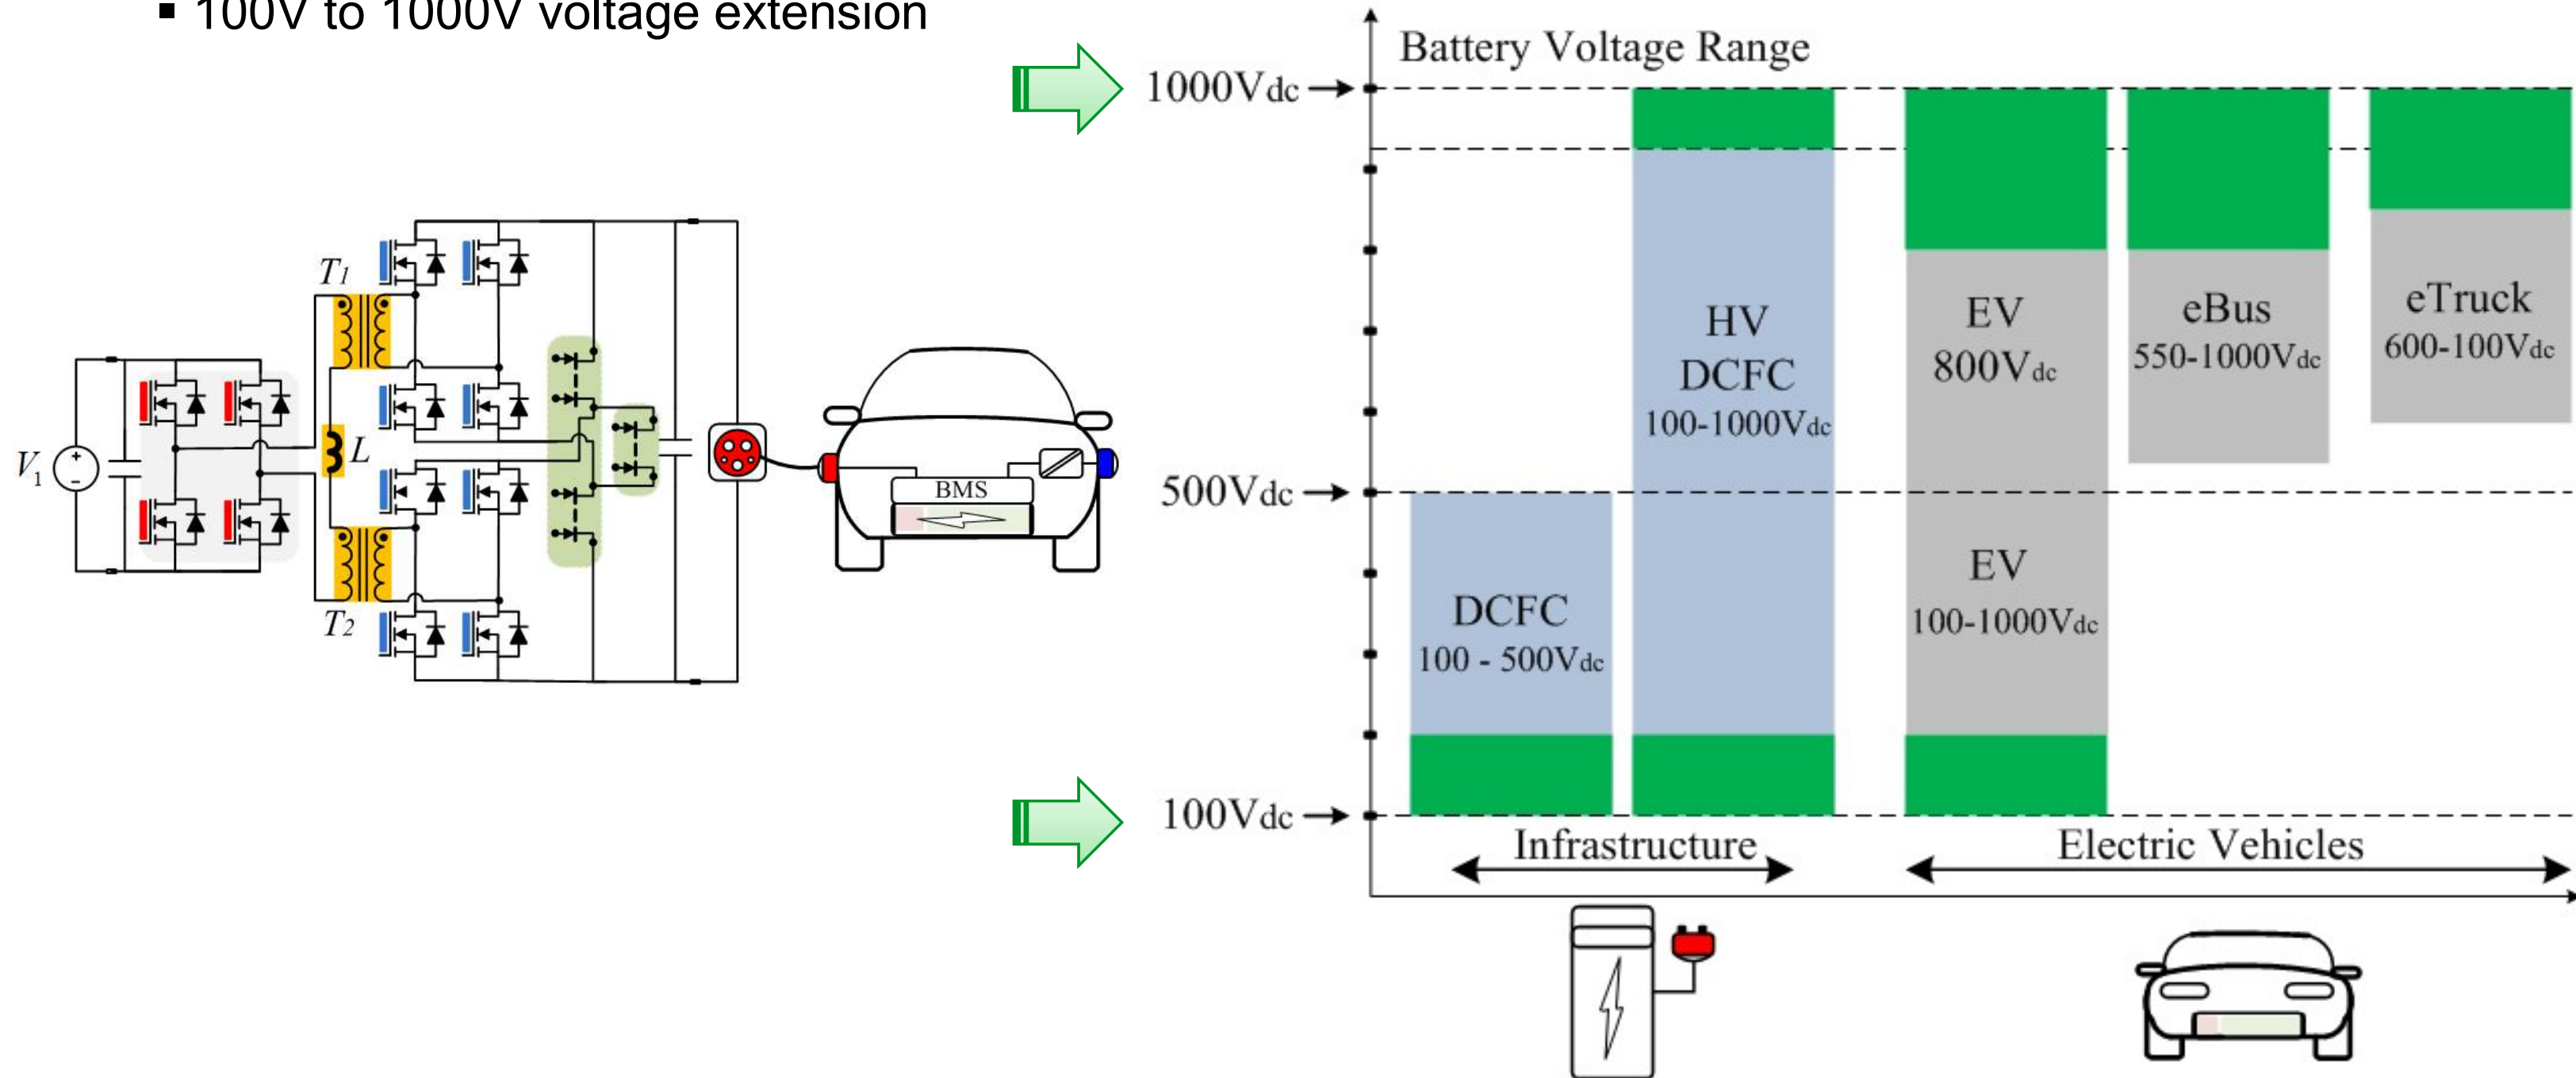 ▪ 100V to 1000V voltage extension
Battery Voltage Range
1000Vdc
500Vdc
100Vdc
T1
L
V1
T2
BMS
HV
DCFC
100-1000Vdc
DCFC
100 - 500Vdc
EV
800Vdc
EV
100-1000Vdc
eBus
550-1000Vdc
eTruck
600-100Vdc
Infrastructure
Electric Vehicles